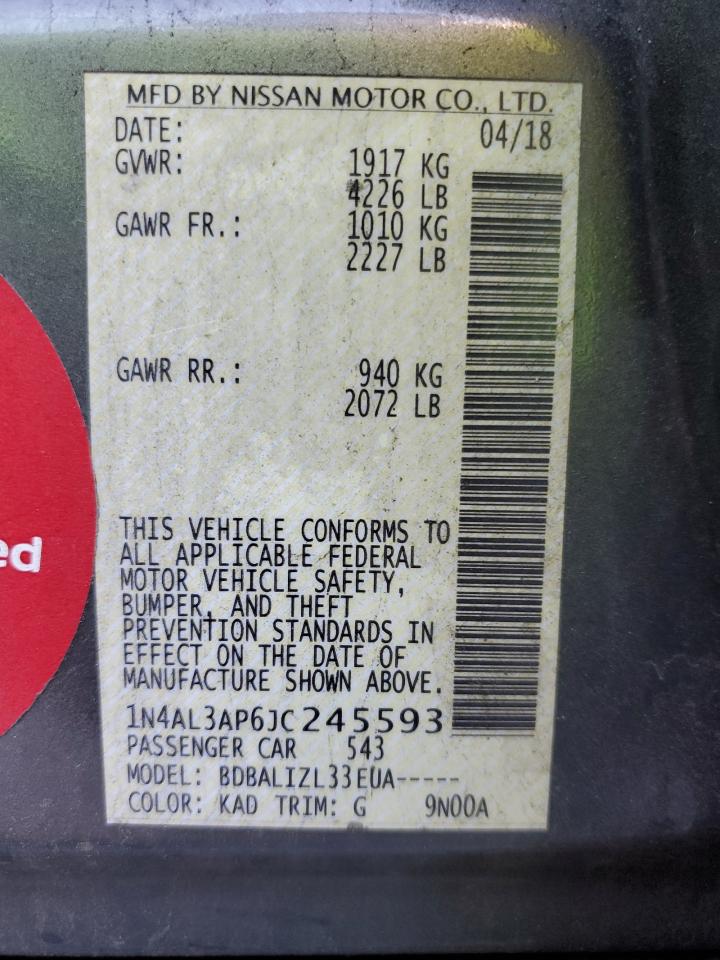 MFD BY NISSAN MOTOR CO., LTD.
DATE: 04/18
GVWR: 1917 KG
4226 LB
GAWR FR.: 1010 KG
2227 LB
GAWR RR.: 940 KG
2072 LB
ed
THIS VEHICLE CONFORMS TO
ALL APPLICABLE FEDERAL
MOTOR VEHICLE SAFETY,
BUMPER, AND THEFT
PREVENTION STANDARDS IN
EFFECT ON THE DATE OF
MANUFACTURE SHOWN ABOVE.
1N4AL3AP6JC245593
PASSENGER CAR 543
MODEL: BDBALIZL33EUA-----
COLOR: KAD TRIM: G 9N00A